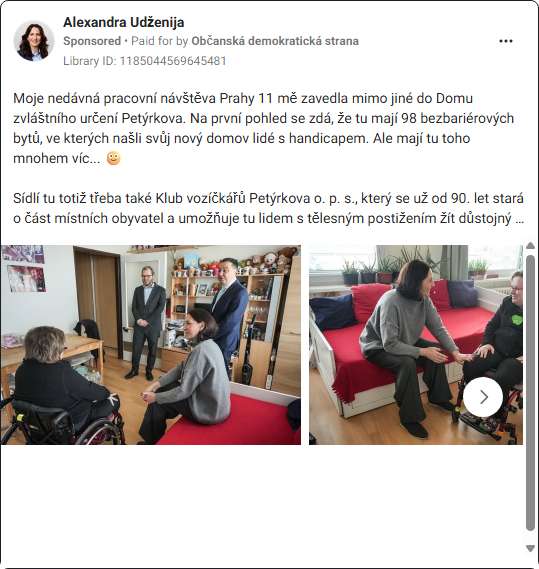 Alexandra Udženija
Sponsored • Paid for by Občanská demokratická strana
Library ID: 1185044569645481
Moje nedávná pracovní návštěva Prahy 11 mě zavedla mimo jiné do Domu
zvláštního určení Petýrkova. Na první pohled se zdá, že tu mají 98 bezbariérových
bytů, ve kterých našli svůj nový domov lidé s handicapem. Ale mají tu toho
mnohem víc... 🙂
Sídlí tu totiž třeba také Klub vozíčkářů Petýrkova o. p. s., který se už od 90. let stará
o část místních obyvatel a umožňuje tu lidem s tělesným postižením žít důstojný ...